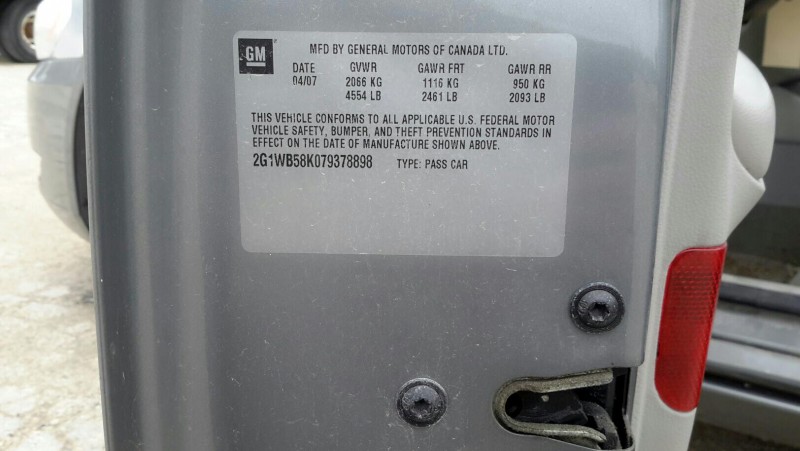 GM
MFD BY GENERAL MOTORS OF CANADA LTD.
DATE GVWR GAWR FRT GAWR RR
04/07 2066 KG 1116 KG 950 KG
4554 LB 2461 LB 2093 LB
THIS VEHICLE CONFORMS TO ALL APPLICABLE U.S. FEDERAL MOTOR
VEHICLE SAFETY, BUMPER, AND THEFT PREVENTION STANDARDS IN
EFFECT ON THE DATE OF MANUFACTURE SHOWN ABOVE.
2G1WB58K079378898 TYPE: PASS CAR